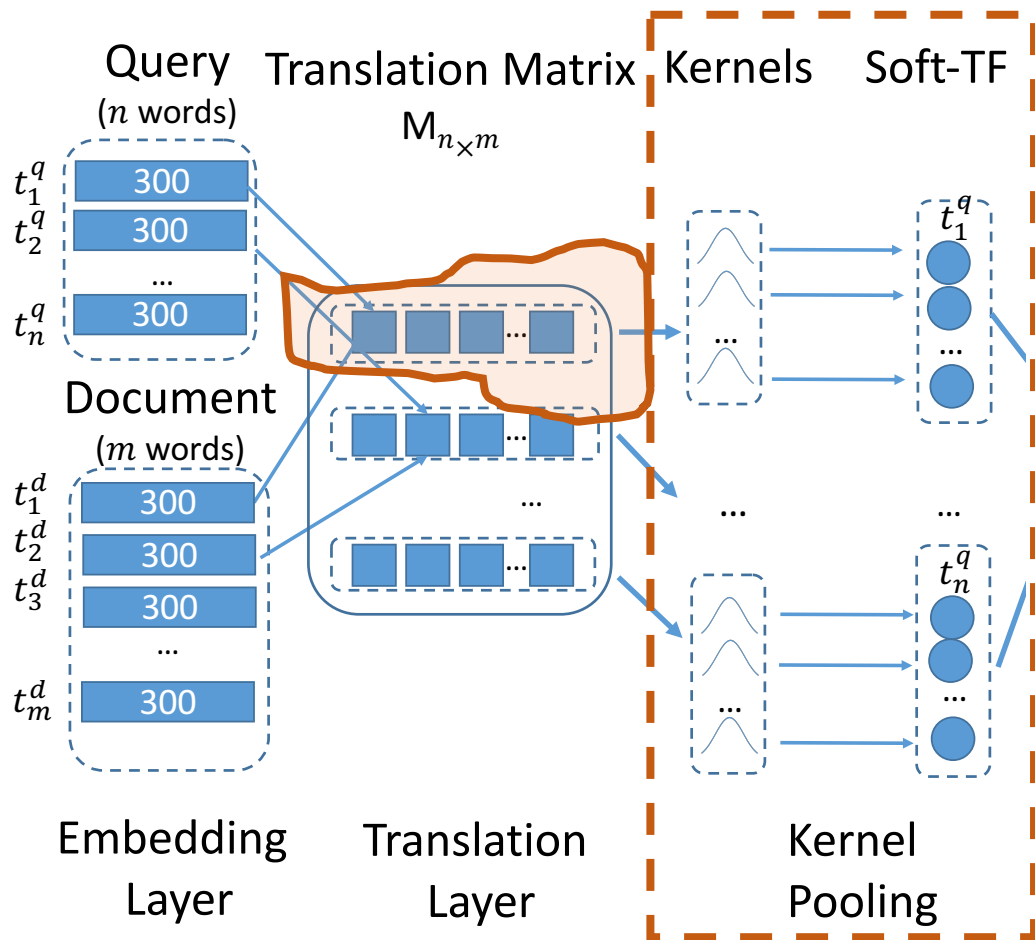 Query
(n words)
t_1^q 300
t_2^q 300
...
t_n^q 300
Document
(m words)
t_1^d 300
t_2^d 300
t_3^d 300
...
t_m^d 300
Embedding
Layer
Translation Matrix
M_{n×m}
...
...
...
...
Translation
Layer
Kernels
Soft-TF
t_1^q
...
...
...
...
t_n^q
...
...
Kernel
Pooling